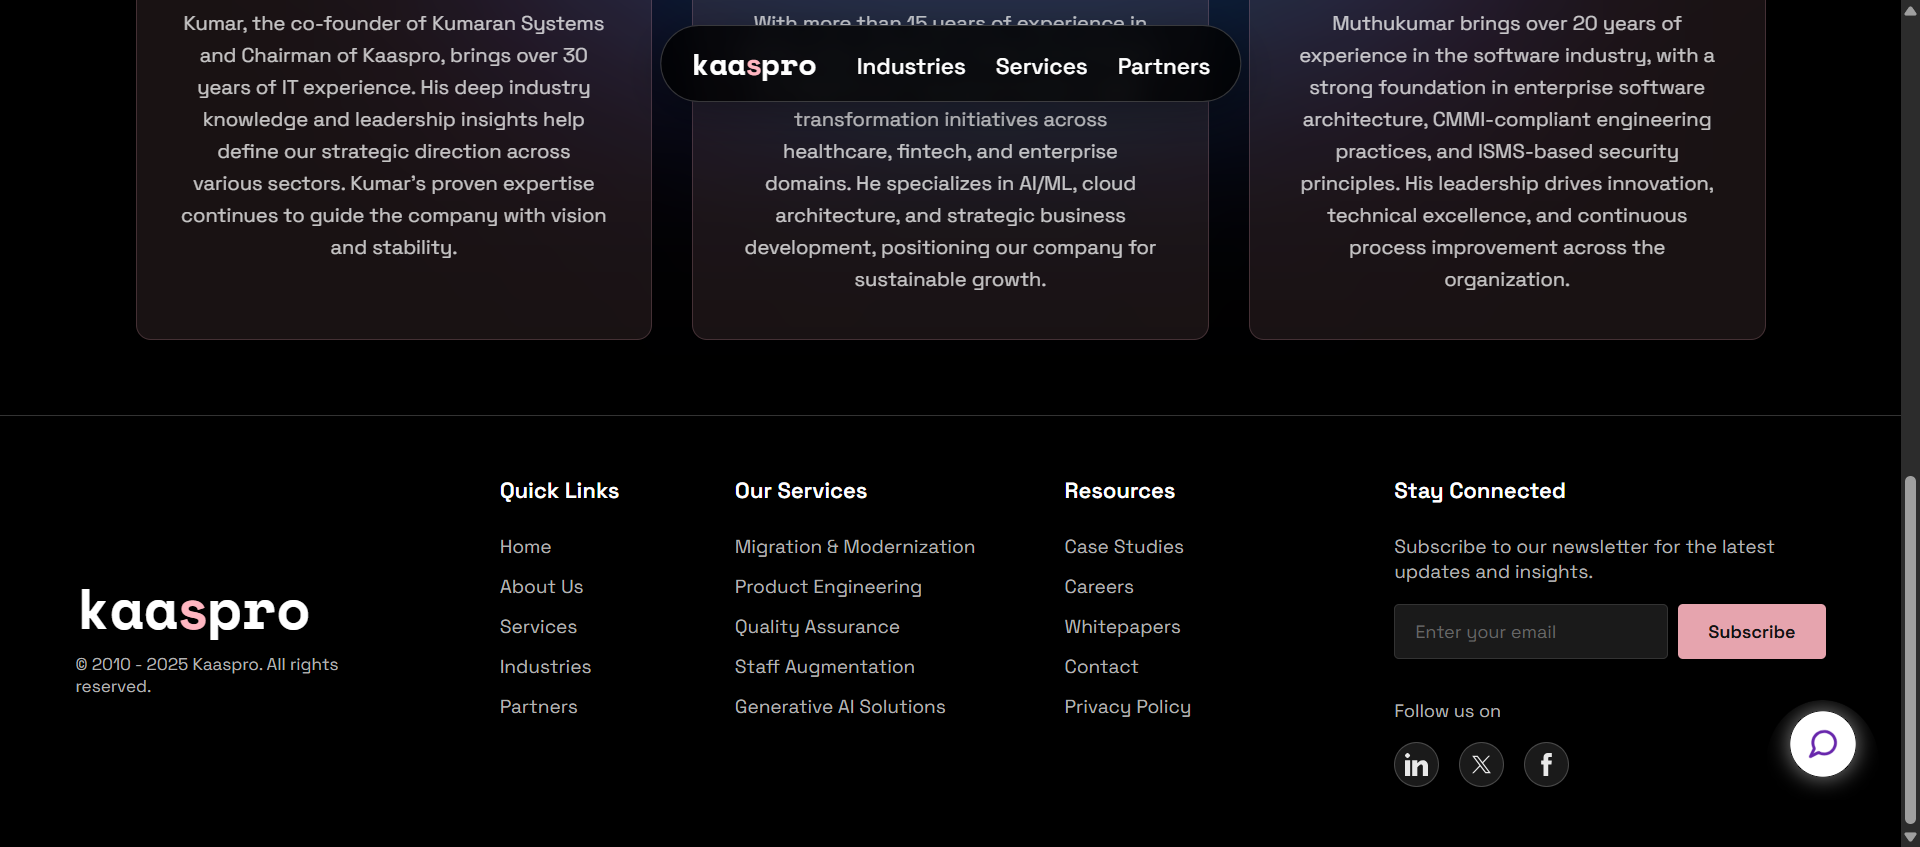 kaaspro Industries Services Partners
Kumar, the co-founder of Kumaran Systems
and Chairman of Kaaspro, brings over 30
years of IT experience. His deep industry
knowledge and leadership insights help
define our strategic direction across
various sectors. Kumar’s proven expertise
continues to guide the company with vision
and stability.
With more than 15 years of experience in
transformation initiatives across
healthcare, fintech, and enterprise
domains. He specializes in AI/ML, cloud
architecture, and strategic business
development, positioning our company for
sustainable growth.
Muthukumar brings over 20 years of
experience in the software industry, with a
strong foundation in enterprise software
architecture, CMMI-compliant engineering
practices, and ISMS-based security
principles. His leadership drives innovation,
technical excellence, and continuous
process improvement across the
organization.
kaaspro
© 2010 - 2025 Kaaspro. All rights
reserved.
Quick Links
Home
About Us
Services
Industries
Partners
Our Services
Migration & Modernization
Product Engineering
Quality Assurance
Staff Augmentation
Generative AI Solutions
Resources
Case Studies
Careers
Whitepapers
Contact
Privacy Policy
Stay Connected
Subscribe to our newsletter for the latest
updates and insights.
Enter your email
Subscribe
Follow us on
in X f